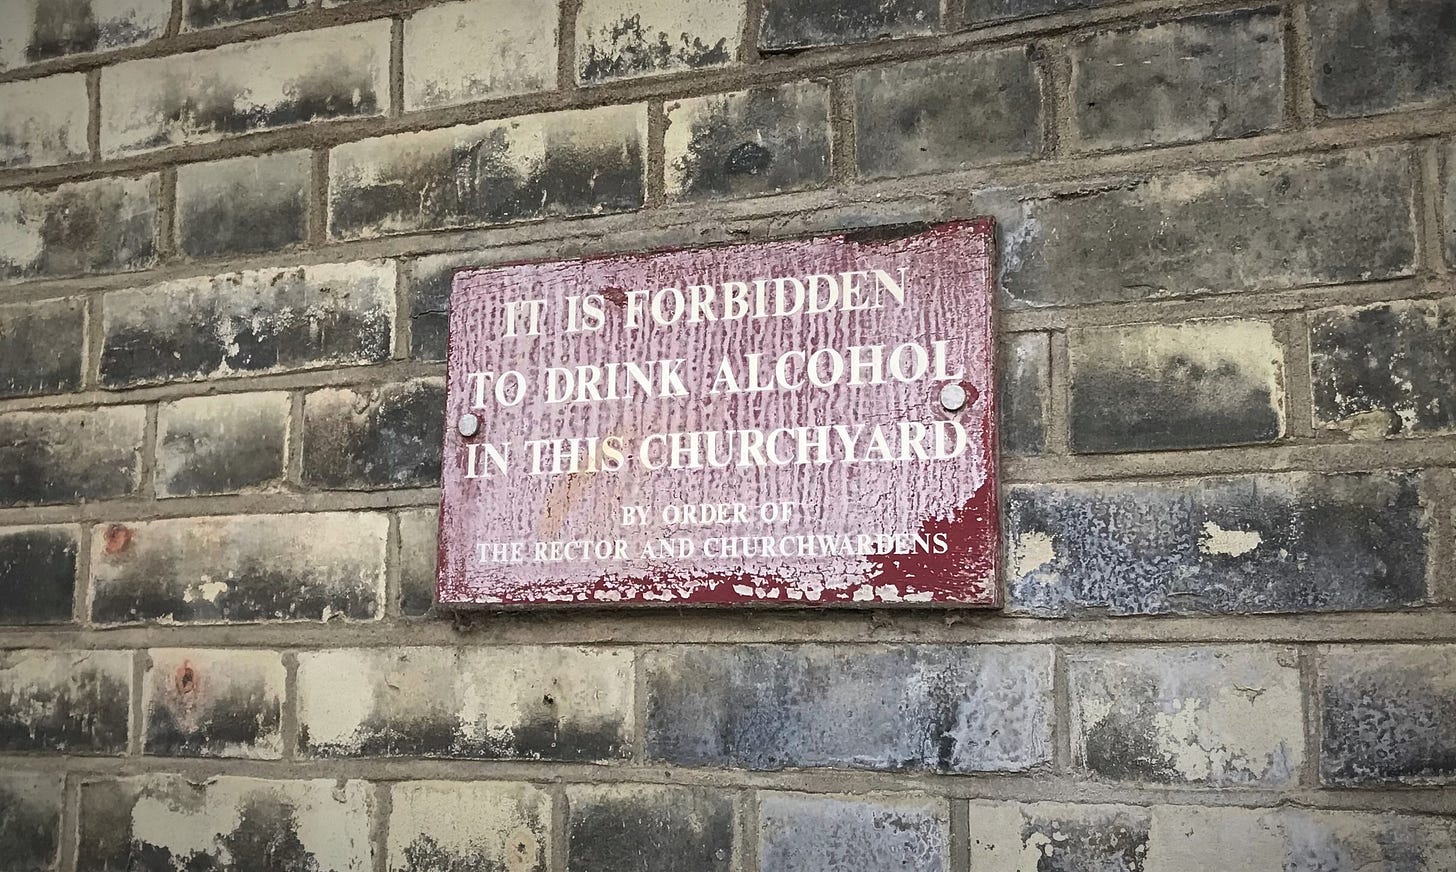 IT IS FORBIDDEN
TO DRINK ALCOHOL
IN THIS CHURCHYARD
BY ORDER OF
THE RECTOR AND CHURCHWARDENS